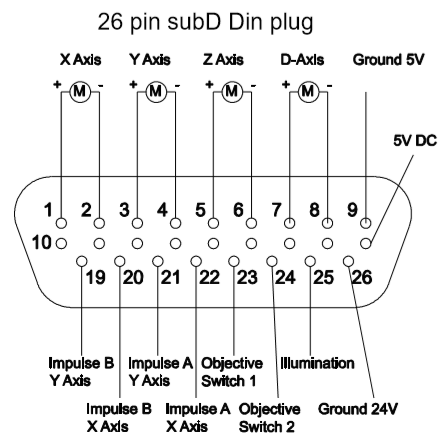 26 pin subD Din plug
X Axis Y Axis Z Axis D-Axis Ground 5V
+ M - + M - + M - + M -
5V DC
1 2 3 4 5 6 7 8 9
10
19 20 21 22 23 24 25 26
Impulse B Impulse A Objective Illumination
Y Axis Y Axis Switch 1
Impulse B Impulse A Objective Ground 24V
X Axis X Axis Switch 2